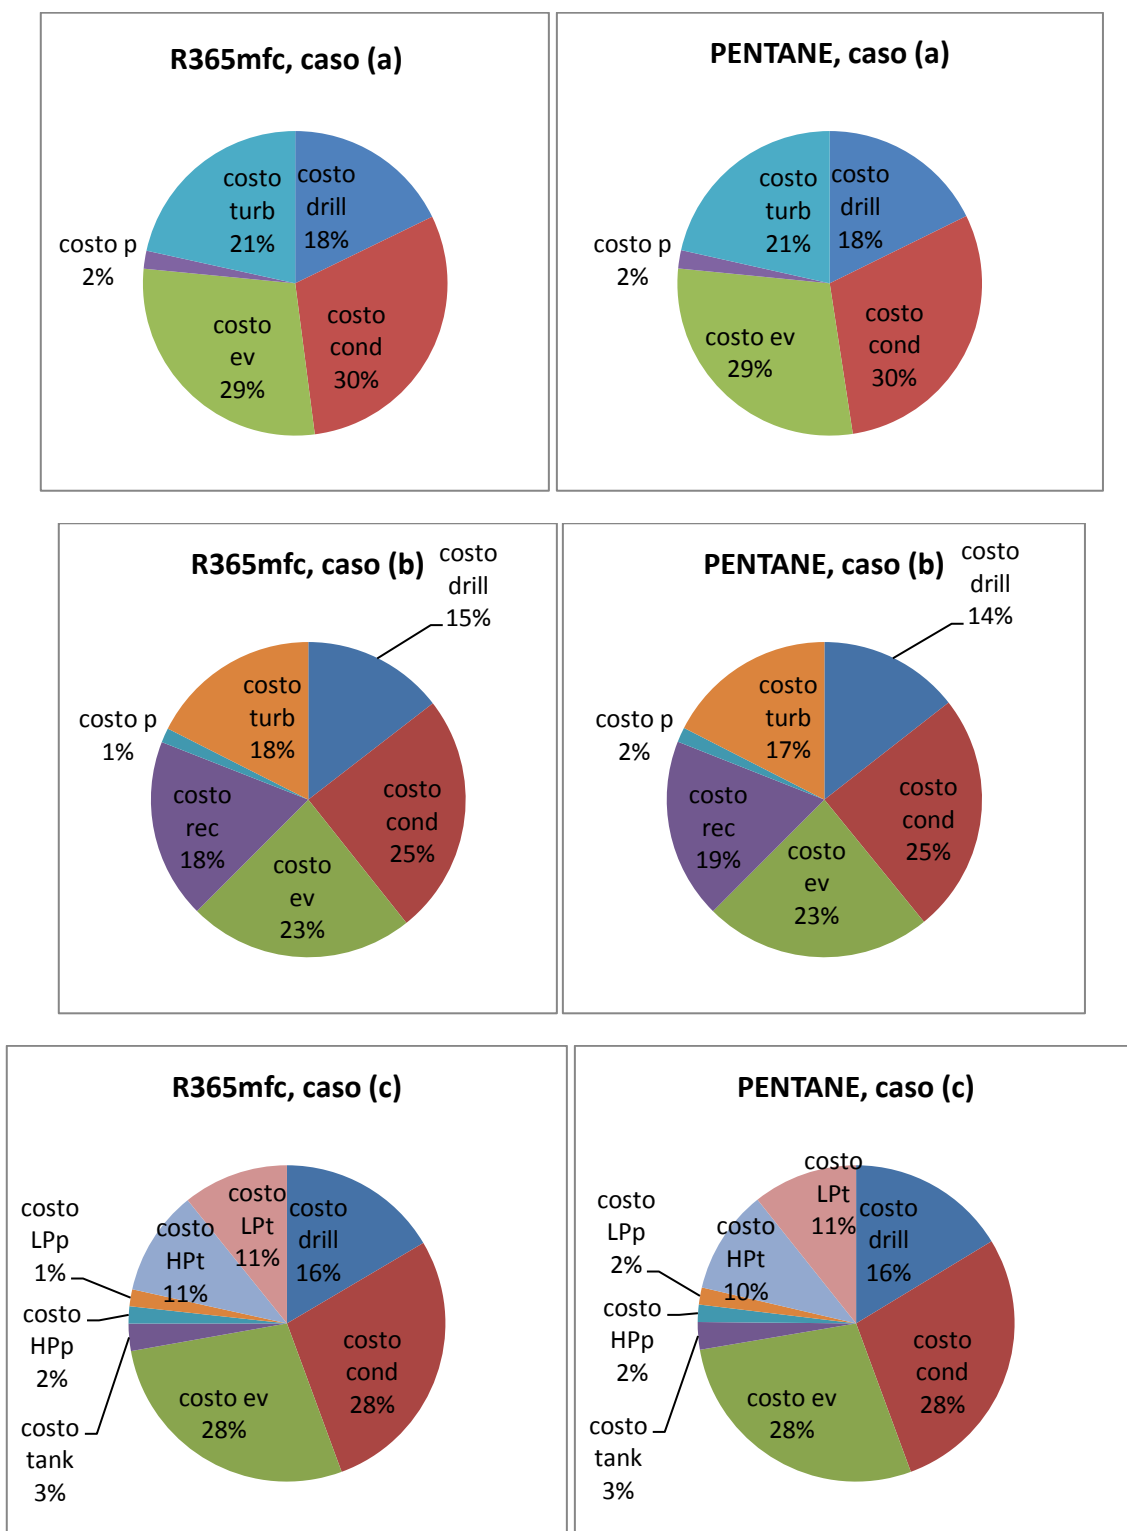 R365mfc, caso (a)
costo
turb
21%
costo
drill
18%
costo p
2%
costo
ev
29%
costo
cond
30%
PENTANE, caso (a)
costo
turb
21%
costo
drill
18%
costo p
2%
costo ev
29%
costo
cond
30%
R365mfc, caso (b)
costo
drill
15%
costo
turb
18%
costo p
1%
costo
rec
18%
costo
cond
25%
costo
ev
23%
PENTANE, caso (b)
costo
drill
14%
costo
turb
17%
costo p
2%
costo
rec
19%
costo
cond
25%
costo
ev
23%
R365mfc, caso (c)
costo
LPp
1%
costo
HPt
11%
costo
LPt
11%
costo
drill
16%
costo
HPp
2%
costo
cond
28%
costo ev
28%
costo
tank
3%
PENTANE, caso (c)
costo
LPp
2%
costo
HPt
10%
costo
LPt
11%
costo
drill
16%
costo
HPp
2%
costo
cond
28%
costo ev
28%
costo
tank
3%